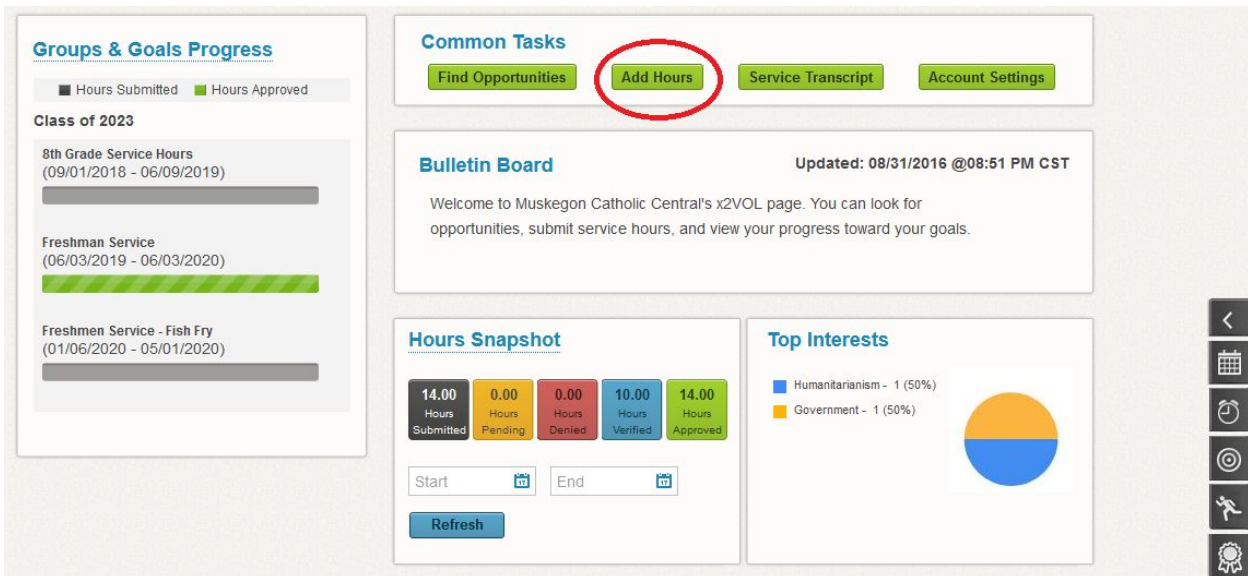 Groups & Goals Progress
Hours Submitted Hours Approved
Class of 2023
8th Grade Service Hours
(09/01/2018 - 06/09/2019)
Freshman Service
(06/03/2019 - 06/03/2020)
Freshmen Service - Fish Fry
(01/06/2020 - 05/01/2020)
Common Tasks
Find Opportunities Add Hours Service Transcript Account Settings
Bulletin Board Updated: 08/31/2016 @08:51 PM CST
Welcome to Muskegon Catholic Central's x2VOL page. You can look for
opportunities, submit service hours, and view your progress toward your goals.
Hours Snapshot
14.00 0.00 0.00 10.00 14.00
Hours Hours Hours Hours Hours
Submitted Pending Denied Verified Approved
Start 17 End 17
Refresh
Top Interests
Humanitarianism - 1 (50%)
Government - 1 (50%)